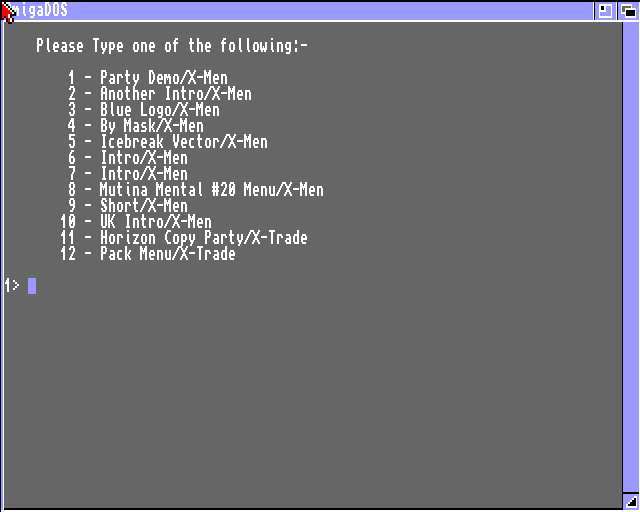 AmigaDOS
Please Type one of the following:-
1 - Party Demo/X-Men
2 - Another Intro/X-Men
3 - Blue Logo/X-Men
4 - By Mask/X-Men
5 - Icebreak Vector/X-Men
6 - Intro/X-Men
7 - Intro/X-Men
8 - Mutina Mental #20 Menu/X-Men
9 - Short/X-Men
10 - UK Intro/X-Men
11 - Horizon Copy Party/X-Trade
12 - Pack Menu/X-Trade
1>